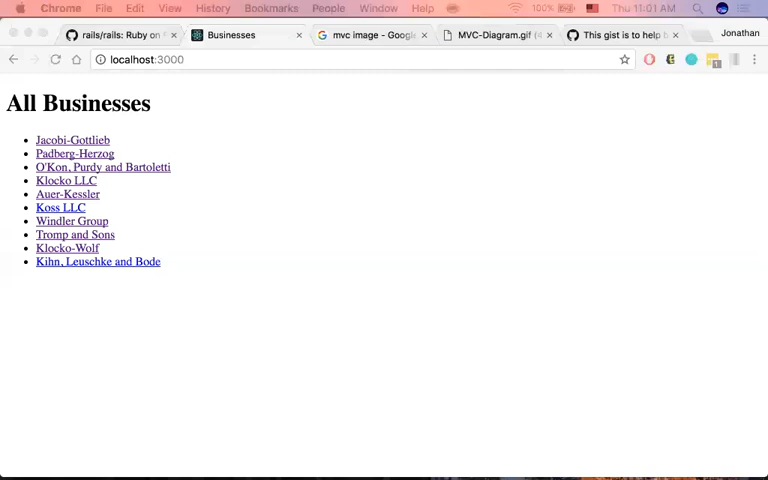 Chrome File Edit View History Bookmarks People Window Help 100% Thu 11:01 AM
rails/rails: Ruby on Businesses mvc image - Google MVC-Diagram.gif This gist is to help Jonathan
localhost:3000 1
All Businesses
Jacobi-Gottlieb
Padberg-Herzog
O'Kon, Purdy and Bartoletti
Klocko LLC
Auer-Kessler
Koss LLC
Windler Group
Tromp and Sons
Klocko-Wolf
Kihn, Leuschke and Bode